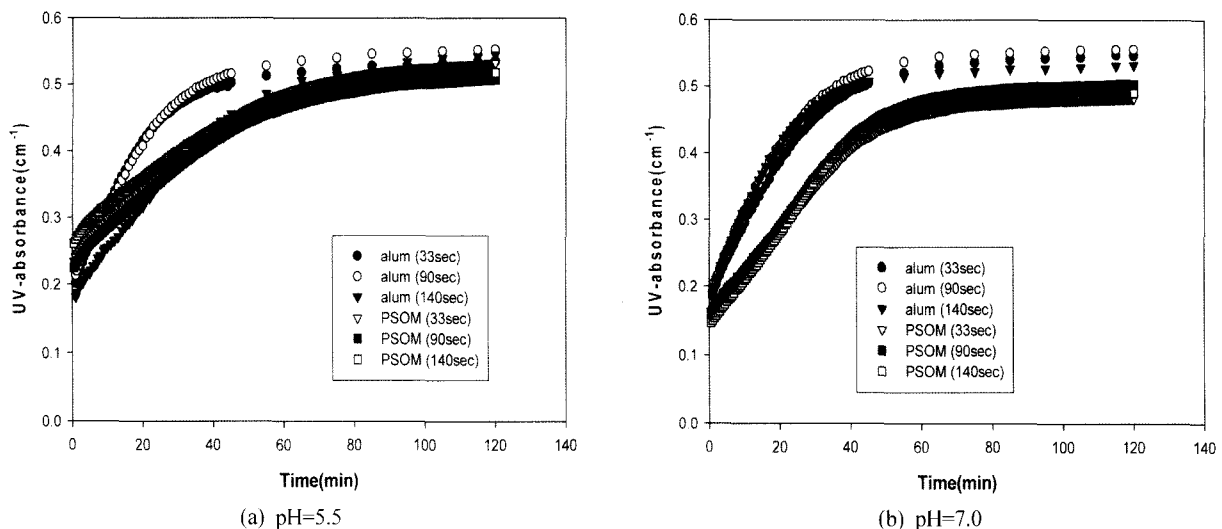 0.6
0.5
0.4
0.3
0.2
0.1
0.0
UV-absorbance(cm⁻¹)
alum (33sec)
alum (90sec)
alum (140sec)
PSOM (33sec)
PSOM (90sec)
PSOM (140sec)
0 20 40 60 80 100 120 140
Time(min)
(a) pH=5.5
0.6
0.5
0.4
0.3
0.2
0.1
0.0
UV-absorbance(cm⁻¹)
alum (33sec)
alum (90sec)
alum (140sec)
PSOM (33sec)
PSOM (90sec)
PSOM (140sec)
0 20 40 60 80 100 120 140
Time(min)
(b) pH=7.0